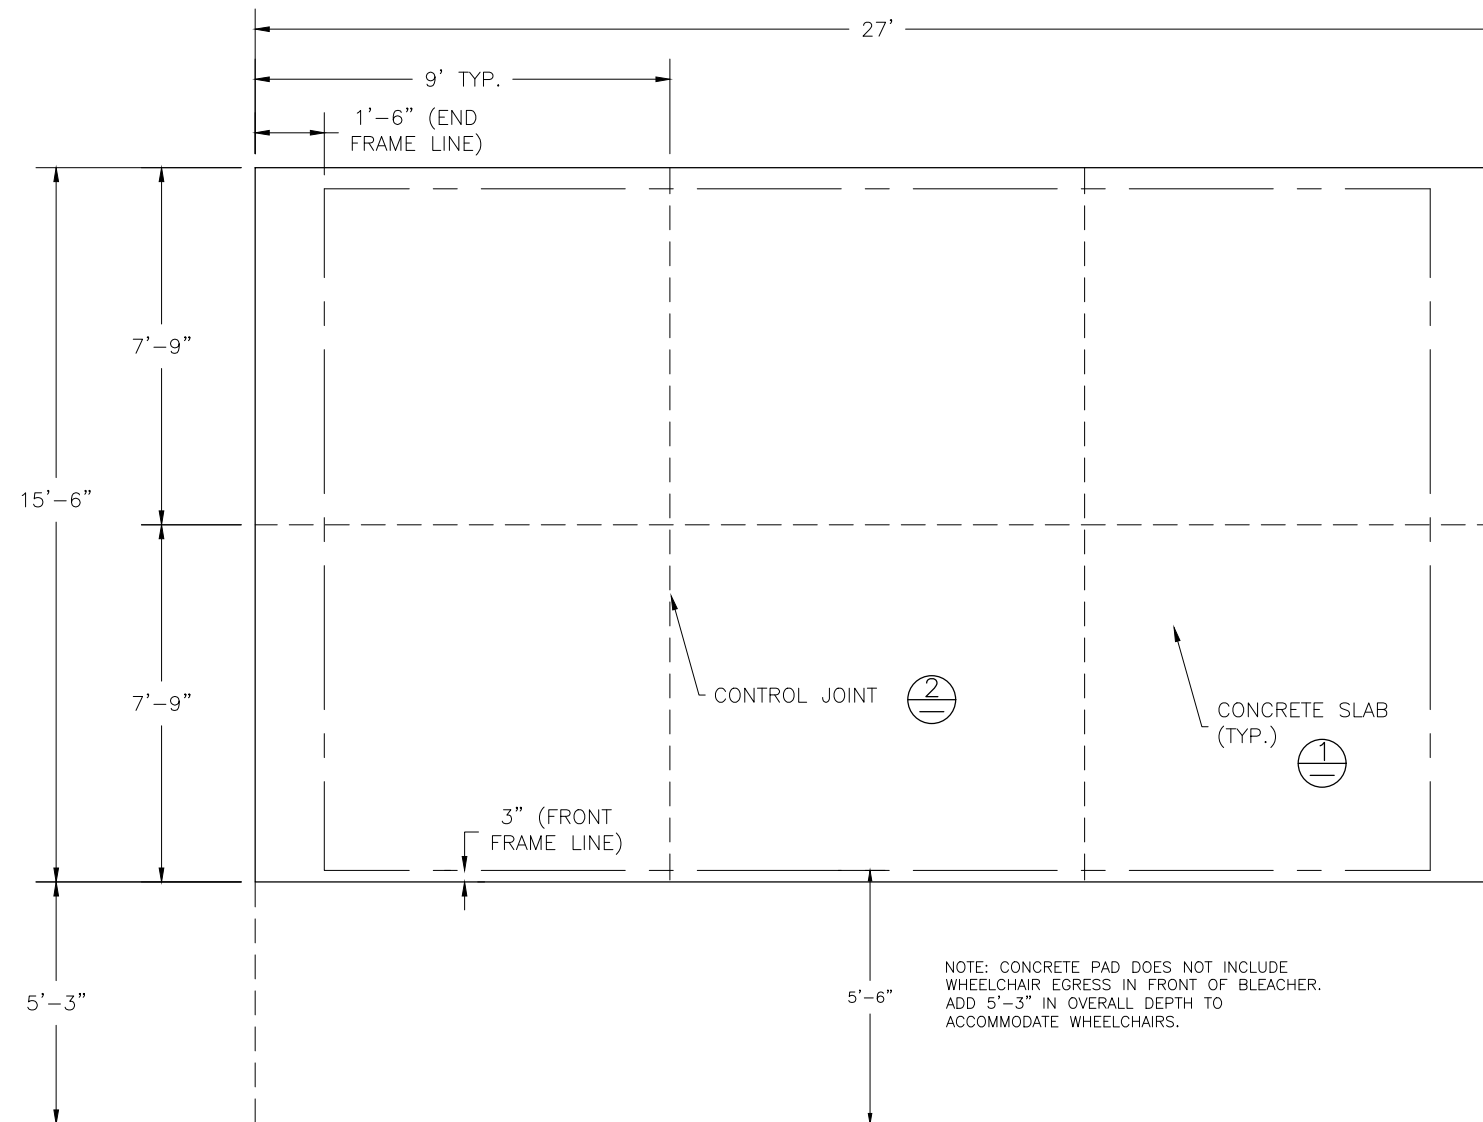 27'
9' TYP.
1'-6" (END
FRAME LINE)
7'-9"
15'-6"
7'-9"
CONTROL JOINT
2
CONCRETE SLAB
(TYP.)
1
3" (FRONT
FRAME LINE)
5'-3"
5'-6"
NOTE: CONCRETE PAD DOES NOT INCLUDE
WHEELCHAIR EGRESS IN FRONT OF BLEACHER.
ADD 5'-3" IN OVERALL DEPTH TO
ACCOMMODATE WHEELCHAIRS.